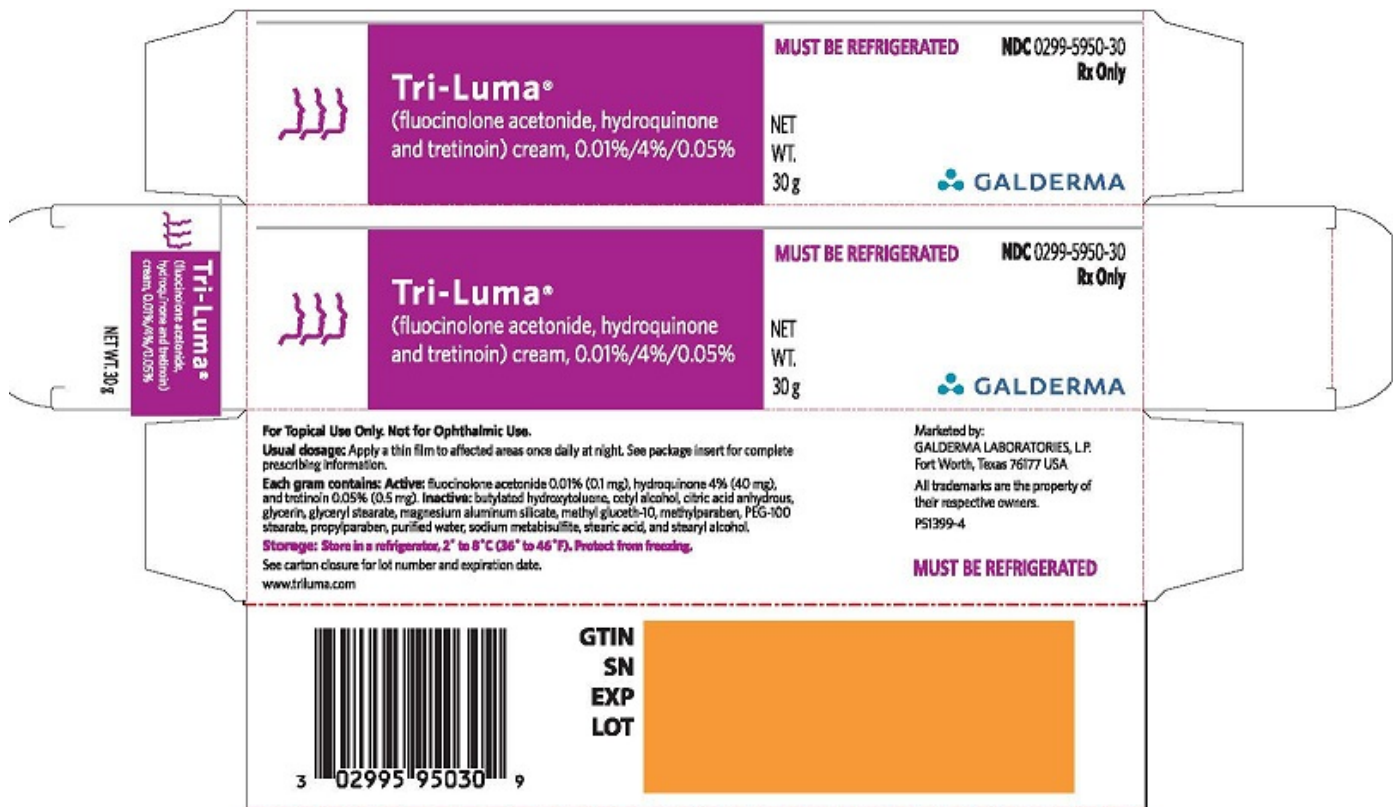 MUST BE REFRIGERATED
NDC 0299-5950-30
Rx Only
Tri-Luma®
(fluocinolone acetonide, hydroquinone
and tretinoin) cream, 0.01%/4%/0.05%
NET
WT.
30 g
GALDERMA
Tri-Luma®
(fluocinolone acetonide,
hydroquinone and tretinoin)
cream, 0.01%/4%/0.05%
NET WT. 30 g
MUST BE REFRIGERATED
NDC 0299-5950-30
Rx Only
Tri-Luma®
(fluocinolone acetonide, hydroquinone
and tretinoin) cream, 0.01%/4%/0.05%
NET
WT.
30 g
GALDERMA
For Topical Use Only. Not for Ophthalmic Use.
Usual dosage: Apply a thin film to affected areas once daily at night. See package insert for complete
prescribing information.
Each gram contains: Active: fluocinolone acetonide 0.01% (0.1 mg), hydroquinone 4% (40 mg),
and tretinoin 0.05% (0.5 mg). Inactive: butylated hydroxytoluene, cetyl alcohol, citric acid anhydrous,
glycerin, glyceryl stearate, magnesium aluminum silicate, methyl gluceth-10, methylparaben, PEG-100
stearate, propylparaben, purified water, sodium metabisulfite, stearic acid, and stearyl alcohol.
Storage: Store in a refrigerator, 2° to 8°C (36° to 46°F). Protect from freezing.
See carton closure for lot number and expiration date.
www.triluma.com
Marketed by:
GALDERMA LABORATORIES, L.P.
Fort Worth, Texas 76177 USA
All trademarks are the property of
their respective owners.
P51399-4
MUST BE REFRIGERATED
GTIN
SN
EXP
LOT
3 02995 95030 9